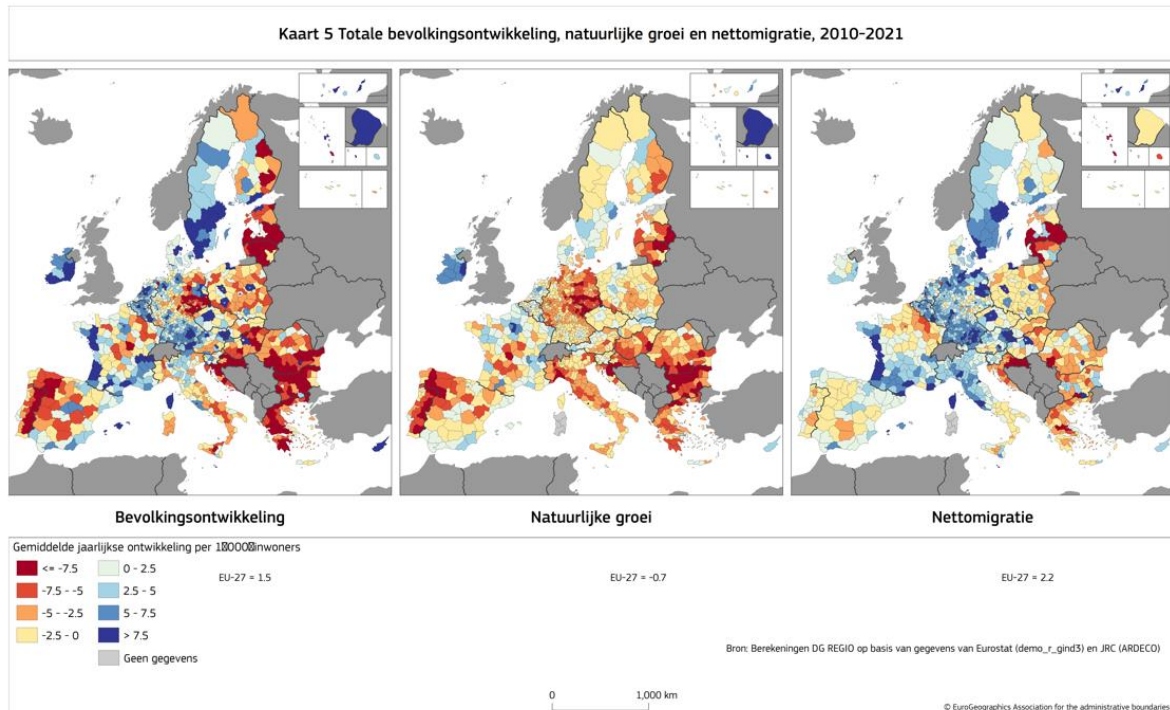 Kaart 5 Totale bevolkingsontwikkeling, natuurlijke groei en nettomigratie, 2010-2021
Bevolkingsontwikkeling
Natuurlijke groei
Nettomigratie
Gemiddelde jaarlijkse ontwikkeling per inwoners
<= -7.5
-7.5 - -5
-5 - -2.5
-2.5 - 0
0 - 2.5
2.5 - 5
5 - 7.5
> 7.5
Geen gegevens
EU-27 = 1.5
EU-27 = -0.7
EU-27 = 2.2
Bron: Berekeningen DG REGIO op basis van gegevens van Eurostat (demo_r_gind3) en JRC (ARDECO)
0 1,000 km
© EuroGeographics Association for the administrative boundaries